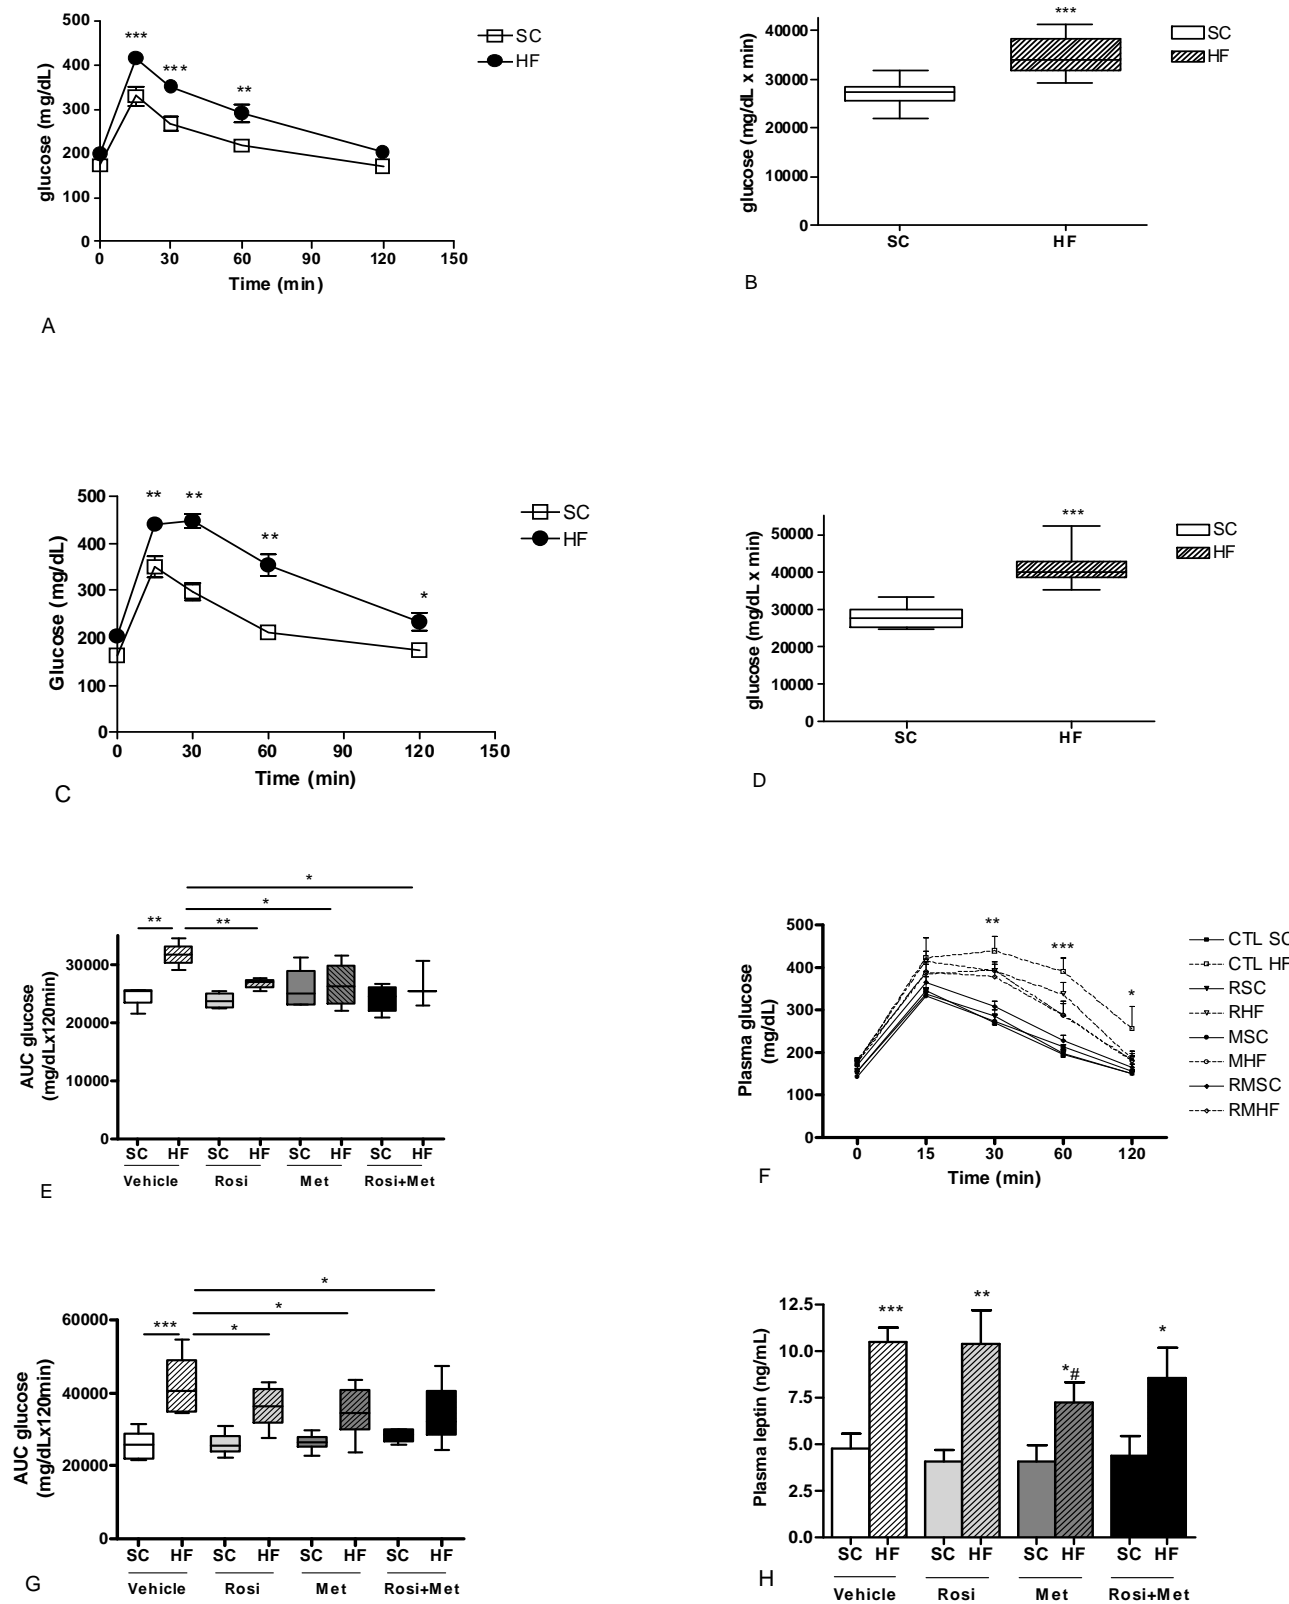 500
400
300
200
100
0
glucose (mg/dL)
***
***
**
SC
HF
0 30 60 90 120 150
Time (min)
A
40000
30000
20000
10000
0
glucose (mg/dL x min)
***
SC
HF
SC HF
B
500
400
300
200
100
0
Glucose (mg/dL)
**
**
**
*
SC
HF
0 30 60 90 120 150
Time (min)
C
50000
40000
30000
20000
10000
0
glucose (mg/dL x min)
***
SC
HF
SC HF
D
*
*
** **
30000
20000
10000
0
AUC glucose
(mg/dLx120min)
SC HF SC HF SC HF SC HF
Vehicle Rosi Met Rosi+Met
E
500
400
300
200
100
0
Plasma glucose
(mg/dL)
**
***
*
CTL SC
CTL HF
RSC
RHF
MSC
MHF
RMSC
RMHF
0 15 30 60 120
Time (min)
F
*
*
*** *
60000
40000
20000
0
AUC glucose
(mg/dLx120min)
SC HF SC HF SC HF SC HF
Vehicle Rosi Met Rosi+Met
G
12.5
10.0
7.5
5.0
2.5
0.0
Plasma leptin (ng/mL)
***
**
*#
*
SC HF SC HF SC HF SC HF
Vehicle Rosi Met Rosi+Met
H